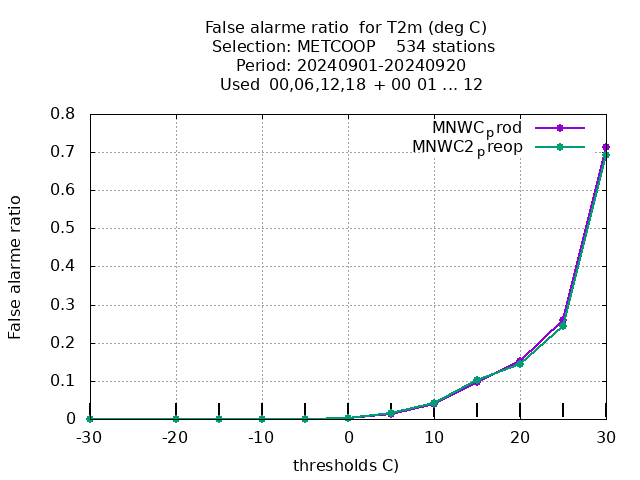 False alarme ratio  for T2m (deg C)
Selection: METCOOP    534 stations
Period: 20240901-20240920
Used  00,06,12,18  + 00 01 ... 12
MNWCprod
MNWC2preop
0.8
0.7
0.6
0.5
0.4
0.3
0.2
0.1
0
False alarme ratio
-30 -20 -10 0 10 20 30
thresholds C)